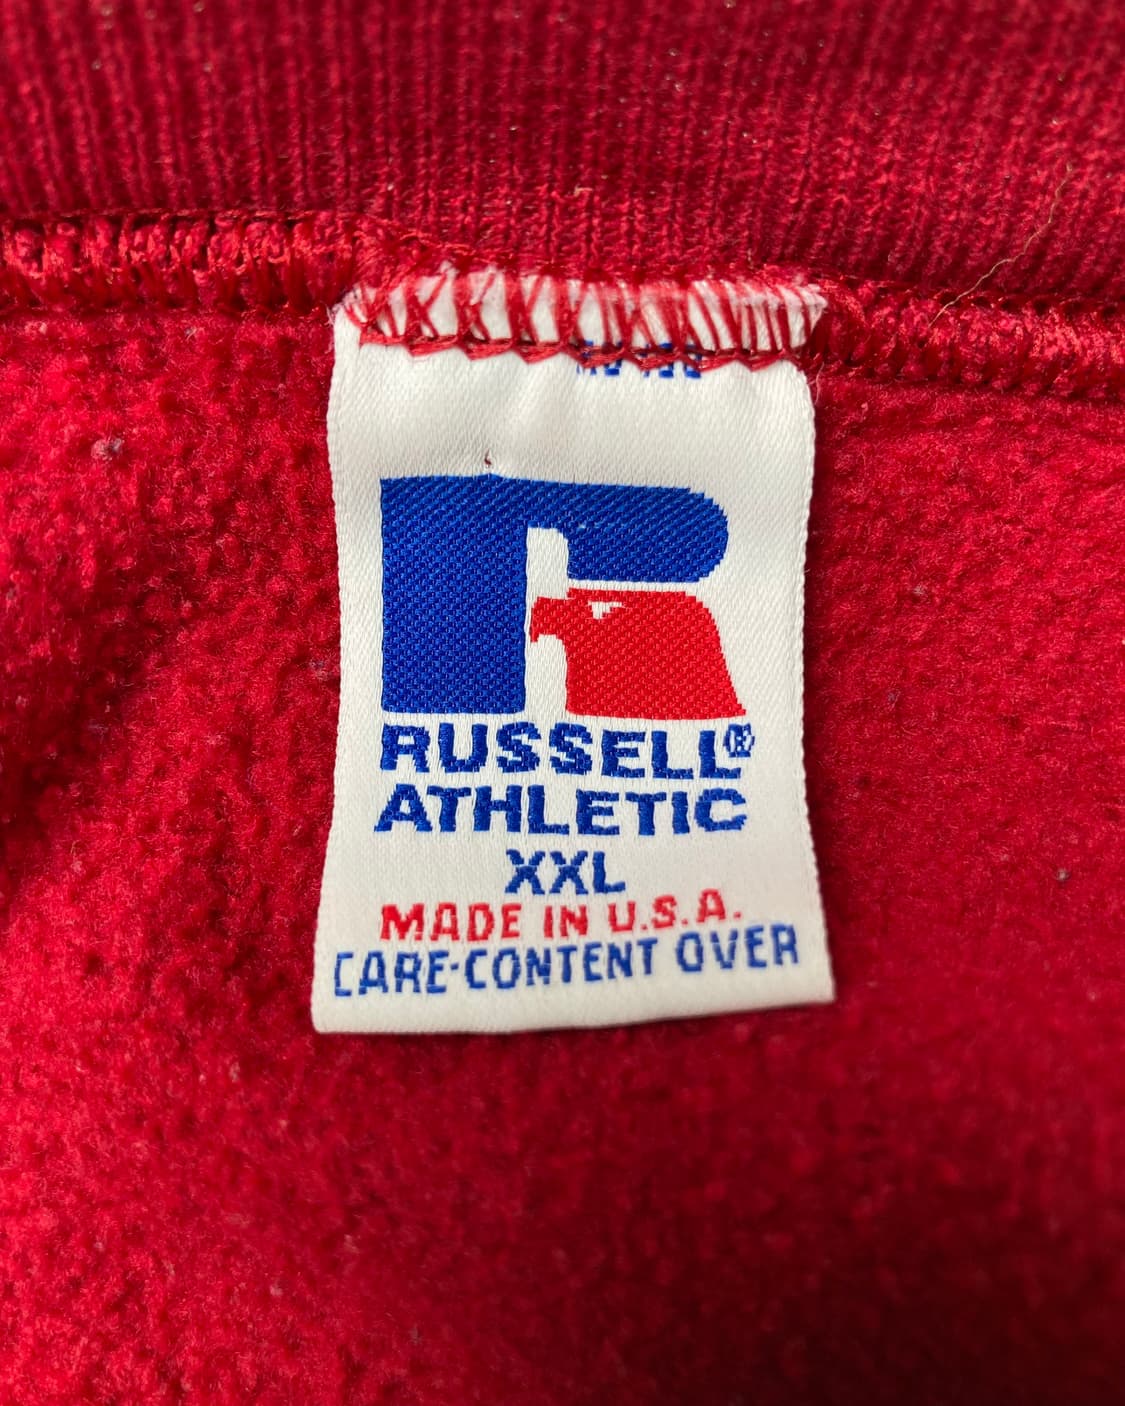 RUSSELL®
ATHLETIC
XXL
MADE IN U.S.A.
CARE-CONTENT OVER